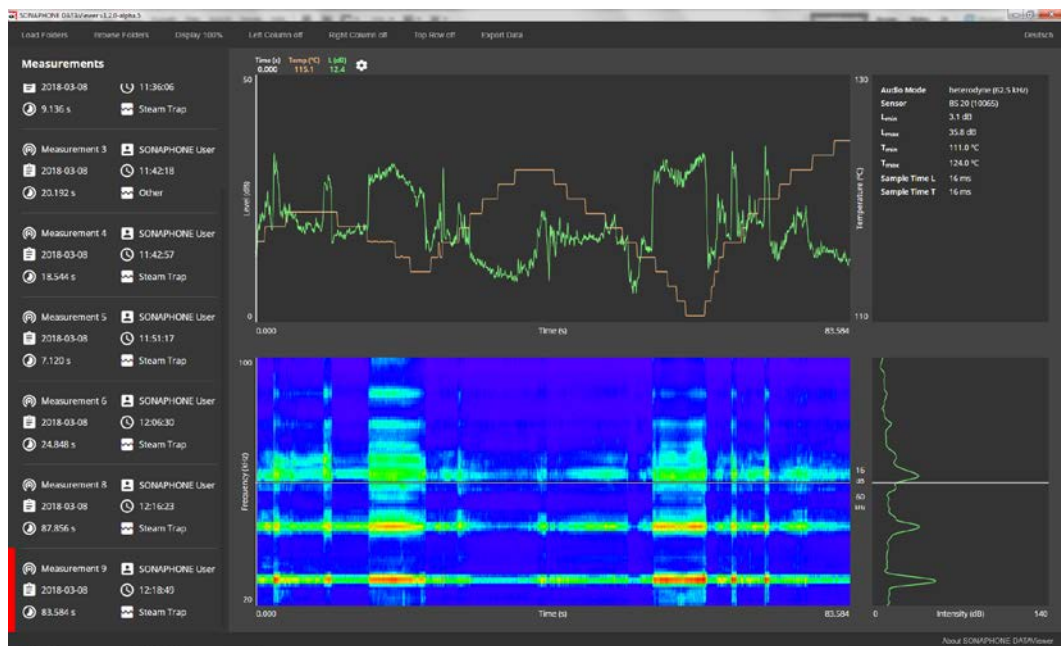 SONAPHONE DATAViewer v1.2.0-alpha.5
Load Folders Browse Folders Display 100% Left Column off Right Column off Top Row off Export Data Deutsch
Measurements
2018-03-08 11:36:06
9.136 s Steam Trap
Measurement 3 SONAPHONE User
2018-03-08 11:42:18
20.192 s Other
Measurement 4 SONAPHONE User
2018-03-08 11:42:57
18.544 s Steam Trap
Measurement 5 SONAPHONE User
2018-03-08 11:51:17
7.120 s Steam Trap
Measurement 6 SONAPHONE User
2018-03-08 12:06:30
24.848 s Steam Trap
Measurement 8 SONAPHONE User
2018-03-08 12:16:23
87.856 s Steam Trap
Measurement 9 SONAPHONE User
2018-03-08 12:18:49
83.584 s Steam Trap
Time (s) Temp (°C) L (dB)
0.000 115.1 12.4
50
Level (dB)
0
130
Temperature (°C)
110
0.000 Time (s) 83.584
Audio Mode heterodyne (62.5 kHz)
Sensor BS 20 (10065)
Lmin 3.1 dB
Lmax 35.8 dB
Tmin 111.0 °C
Tmax 124.0 °C
Sample Time L 16 ms
Sample Time T 16 ms
100
Frequency (kHz)
20
16
dB
60
kHz
0.000 Time (s) 83.584
0 Intensity (dB) 140
About SONAPHONE DATAViewer